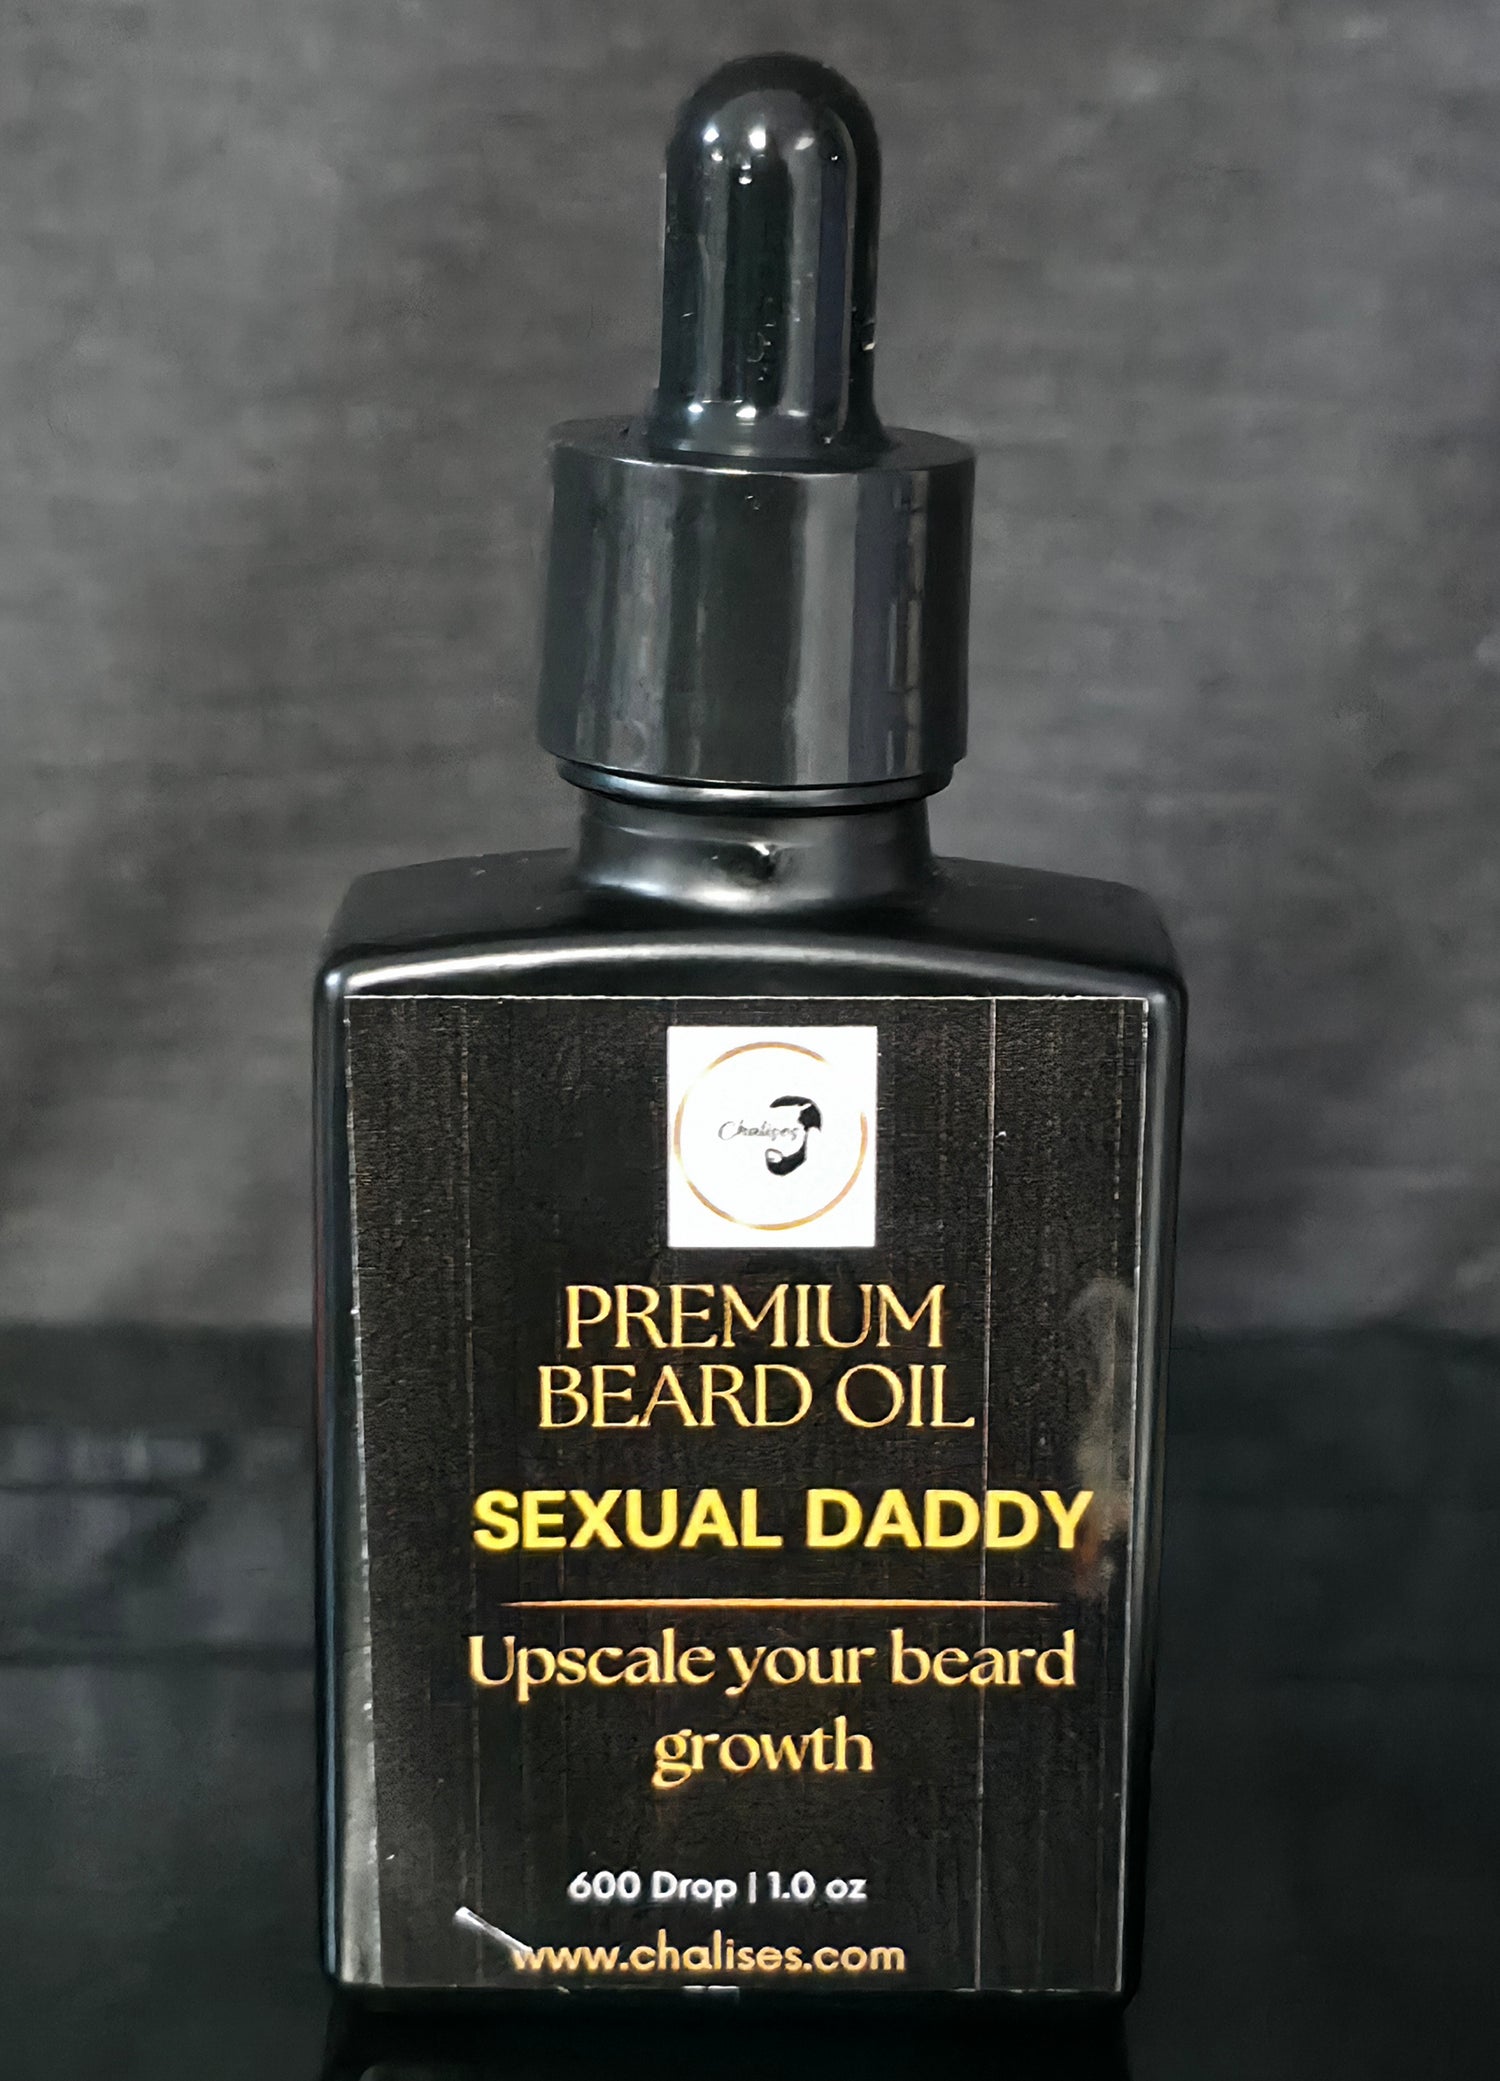 Chalises
PREMIUM
BEARD OIL
SEXUAL DADDY
Upscale your beard
growth
600 Drop | 1.0 oz
www.chalises.com